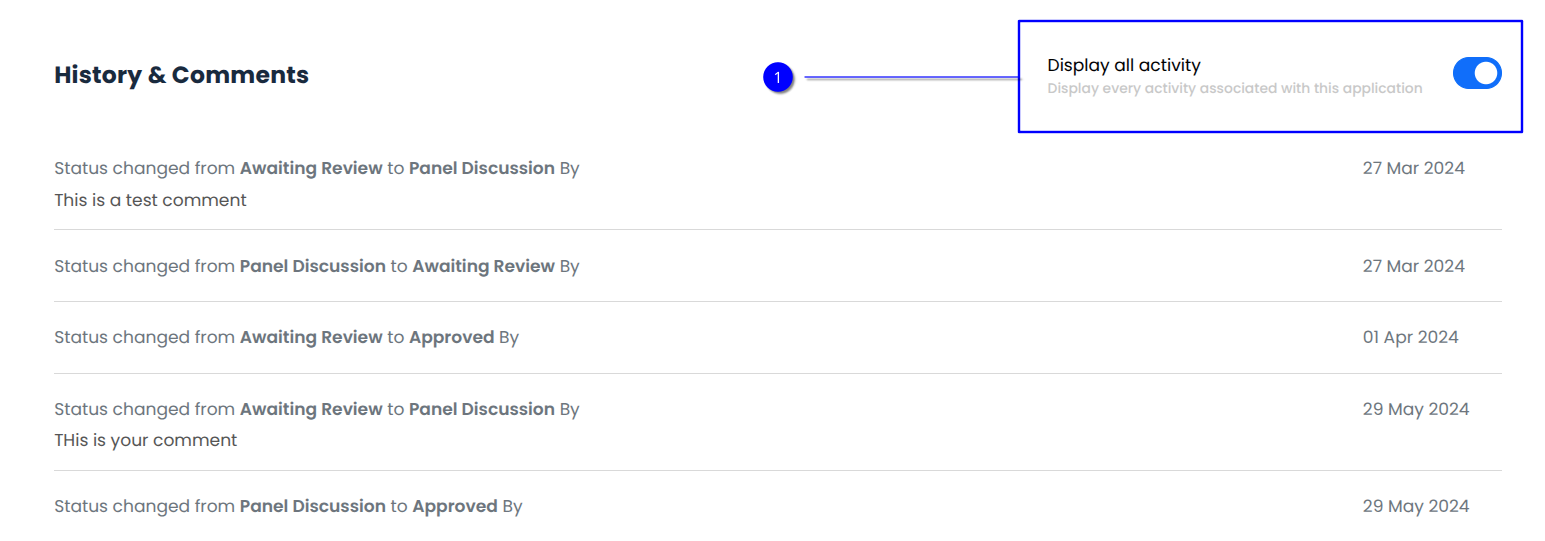 History & Comments
1
Display all activity
Display every activity associated with this application
Status changed from Awaiting Review to Panel Discussion By
27 Mar 2024
This is a test comment
Status changed from Panel Discussion to Awaiting Review By
27 Mar 2024
Status changed from Awaiting Review to Approved By
01 Apr 2024
Status changed from Awaiting Review to Panel Discussion By
29 May 2024
THis is your comment
Status changed from Panel Discussion to Approved By
29 May 2024